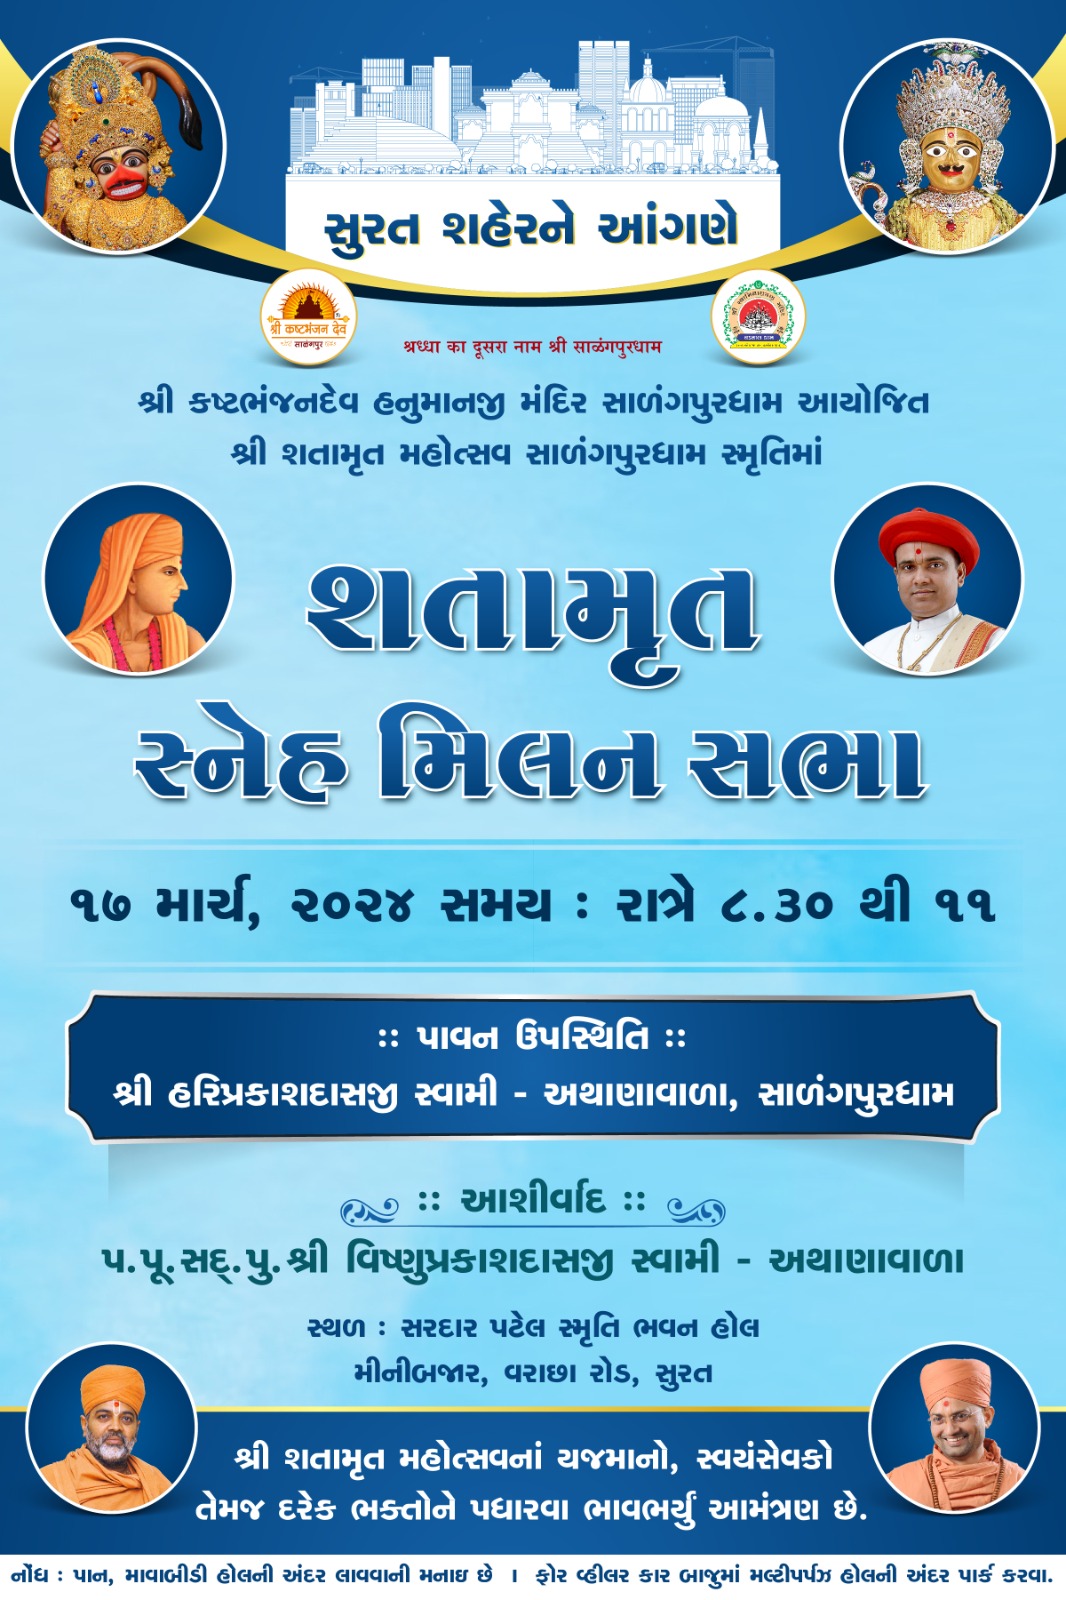 સુરત શહેરને આંગણે
श्री कष्टभंजन देव
साळंगपुर
श्रध्धा का दूसरा नाम श्री साळंगपुरधाम
શ્રી કષ્ટભંજનદેવ હનુમાનજી મંદિર સાળંગપુરધામ આયોજિત
શ્રી શતામૃત મહોત્સવ સાળંગપુરધામ સ્મૃતિમાં
શતામૃત
સ્નેહ મિલન સભા
૧૭ માર્ચ, ૨૦૨૪ સમય : રાત્રે ૮.૩૦ થી ૧૧
:: પાવન ઉપસ્થિતિ ::
શ્રી હરિપ્રકાશદાસજી સ્વામી - અથાણાવાળા, સાળંગપુરધામ
:: આશીર્વાદ ::
પ.પૂ.સદ્.પુ.શ્રી વિષ્ણુપ્રકાશદાસજી સ્વામી - અથાણાવાળા
સ્થળ : સરદાર પટેલ સ્મૃતિ ભવન હોલ
મીનીબજાર, વરાછા રોડ, સુરત
શ્રી શતામૃત મહોત્સવનાં યજમાનો, સ્વયંસેવકો
તેમજ દરેક ભક્તોને પધારવા ભાવભર્યું આમંત્રણ છે.
નોંધ : પાન, માવાબીડી હોલની અંદર લાવવાની મનાઇ છે । ફોર વ્હીલર કાર બાજુમાં મલ્ટીપર્પઝ હોલની અંદર પાર્ક કરવા.